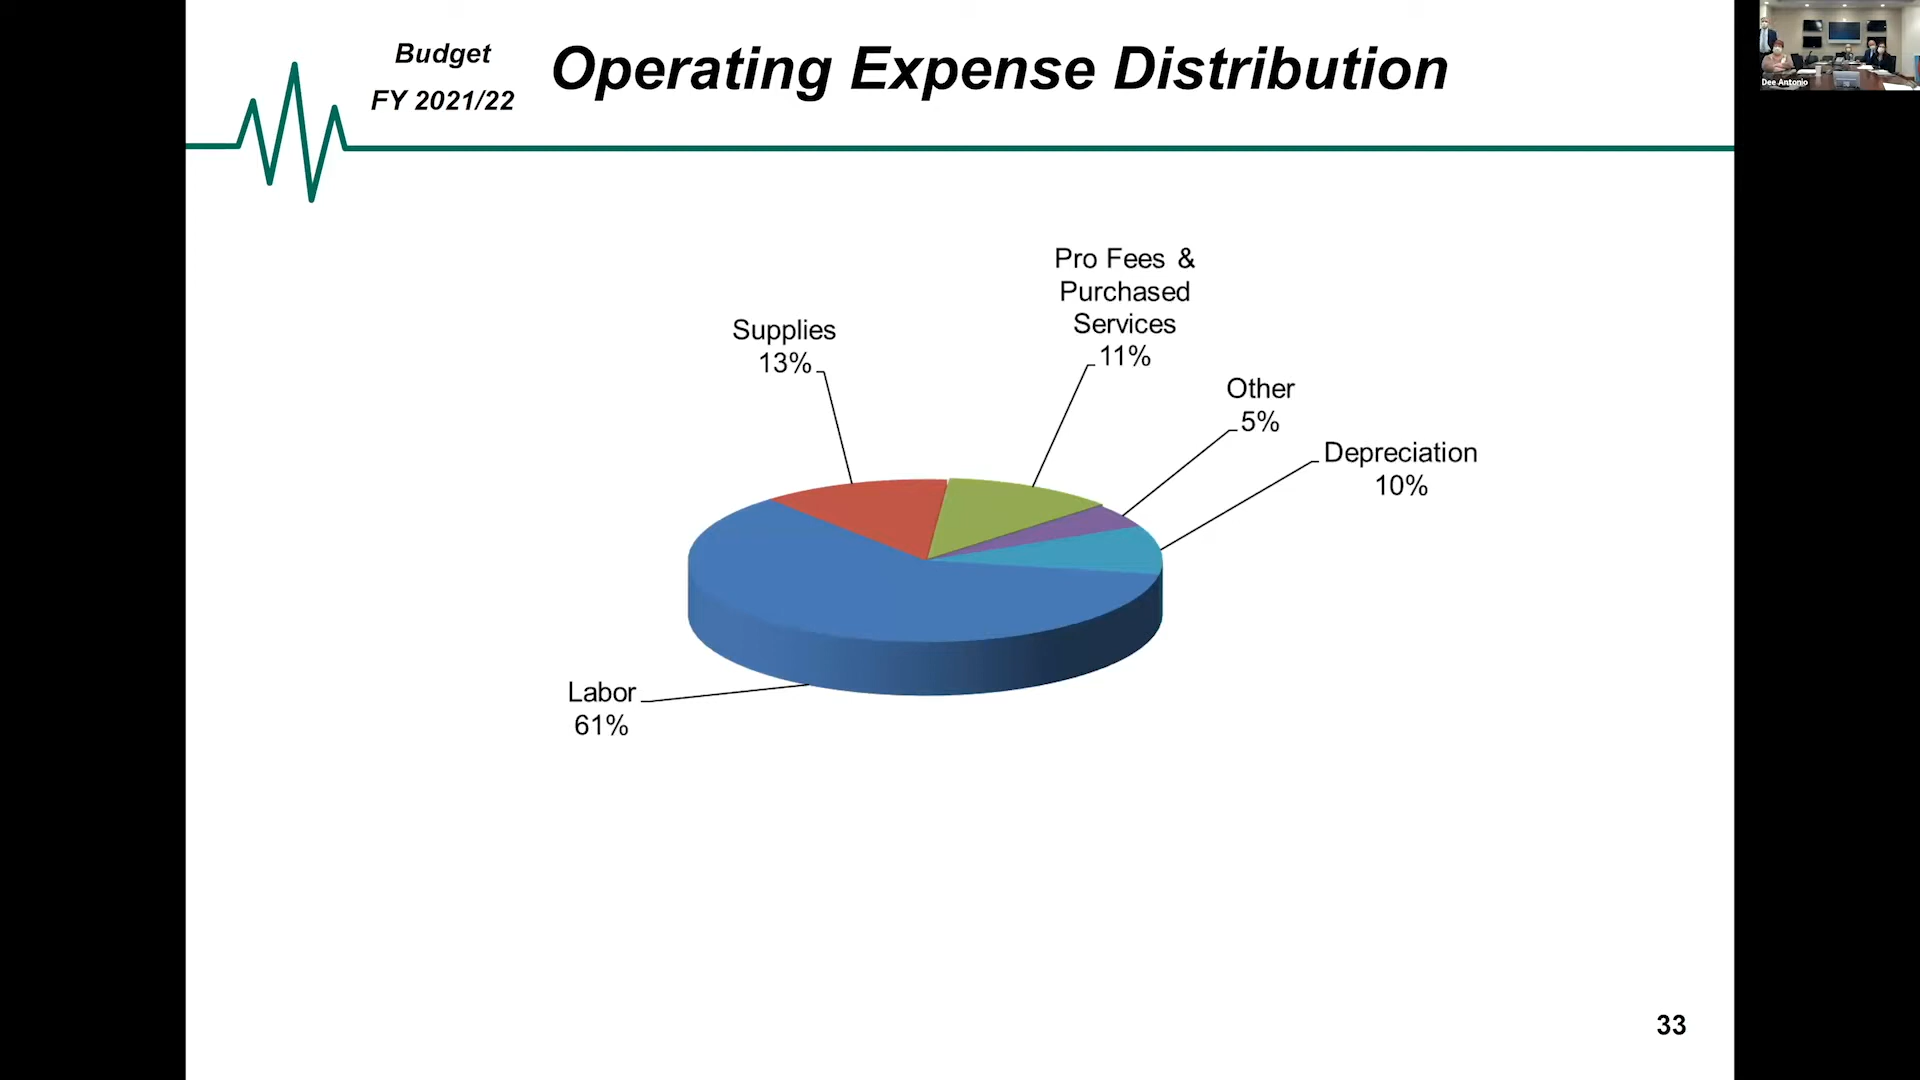 Budget
FY 2021/22
Operating Expense Distribution
Dee Antonio
Pro Fees &
Purchased
Services
11%
Supplies
13%
Other
5%
Depreciation
10%
Labor
61%
33